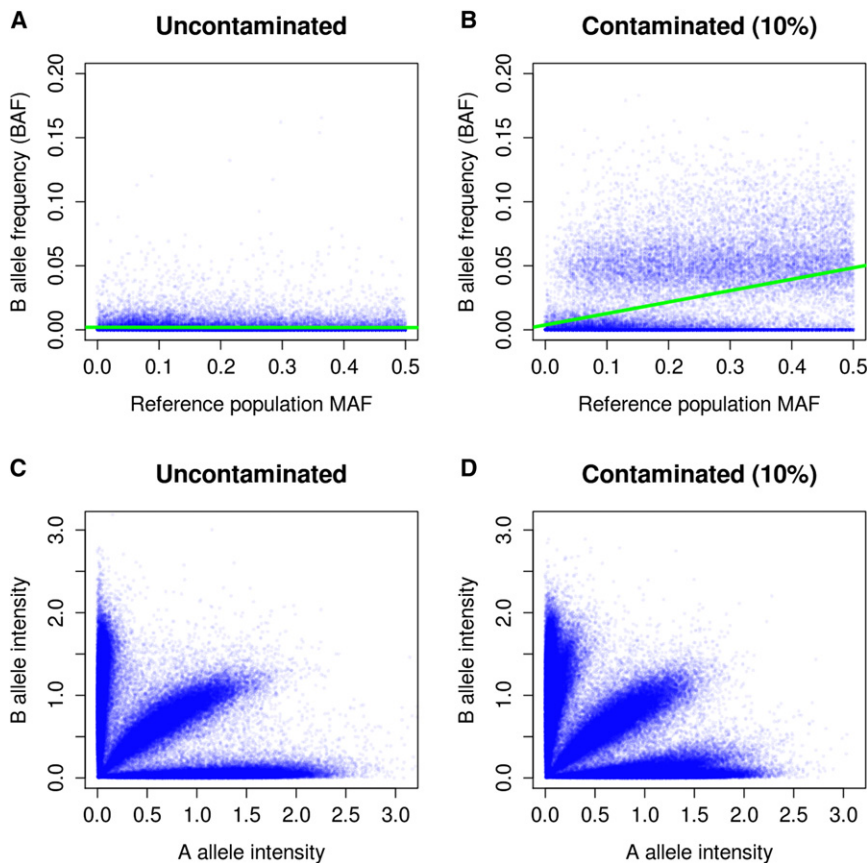 A Uncontaminated
B Contaminated (10%)
B allele frequency (BAF)
0.20
0.15
0.10
0.05
0.00
0.0 0.1 0.2 0.3 0.4 0.5
Reference population MAF
B allele frequency (BAF)
0.20
0.15
0.10
0.05
0.00
0.0 0.1 0.2 0.3 0.4 0.5
Reference population MAF
C Uncontaminated
D Contaminated (10%)
B allele intensity
3.0
2.0
1.0
0.0
0.0 0.5 1.0 1.5 2.0 2.5 3.0
A allele intensity
B allele intensity
3.0
2.0
1.0
0.0
0.0 0.5 1.0 1.5 2.0 2.5 3.0
A allele intensity